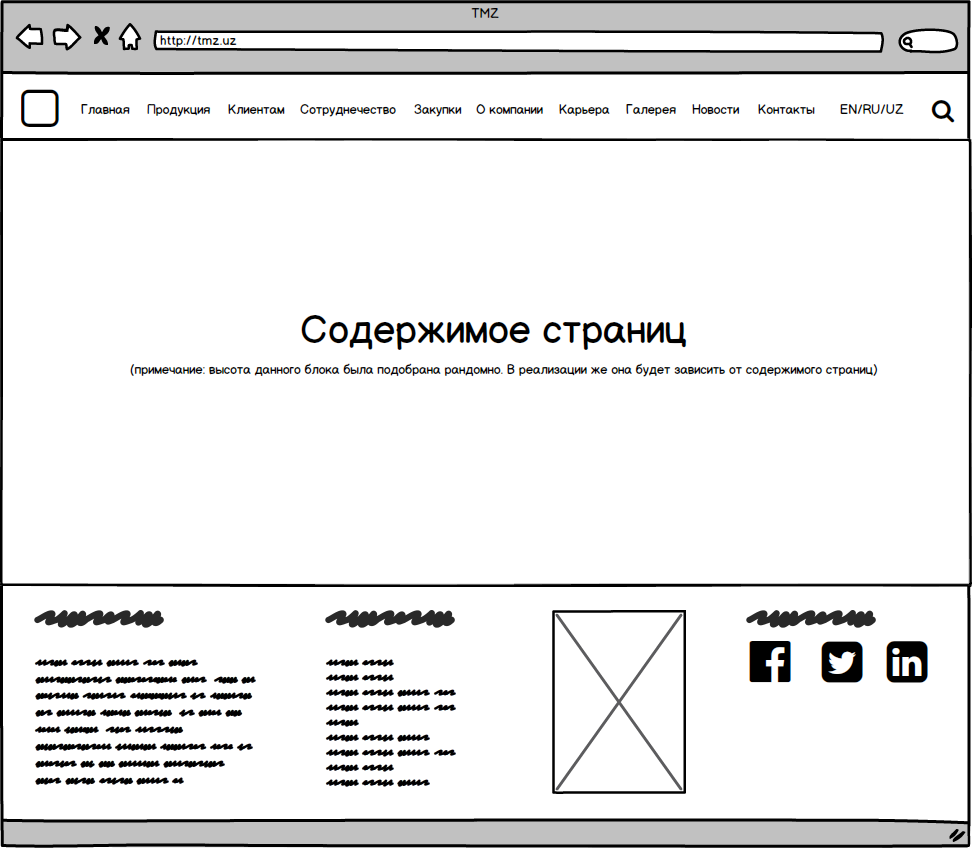 TMZ
http://tmz.uz
Главная Продукция Клиентам Сотруднечество Закупки О компании Карьера Галерея Новости Контакты EN/RU/UZ
Содержимое страниц
(примечание: высота данного блока была подобрана рандомно. В реализации же она будет зависить от содержимого страниц)